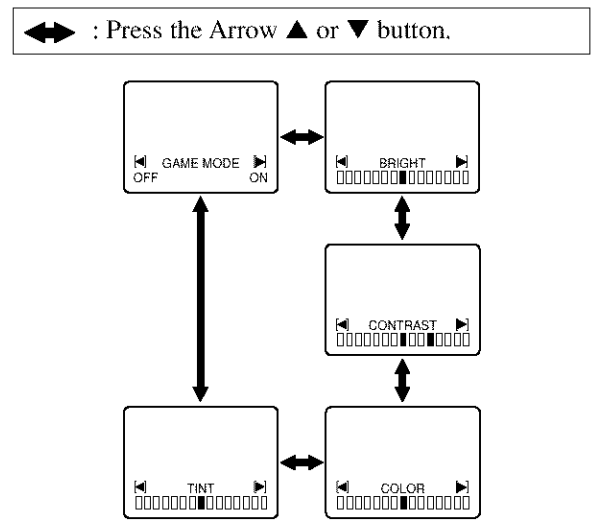 : Press the Arrow ▲ or ▼ button.
GAME MODE
OFF ON
BRIGHT
CONTRAST
TINT
COLOR